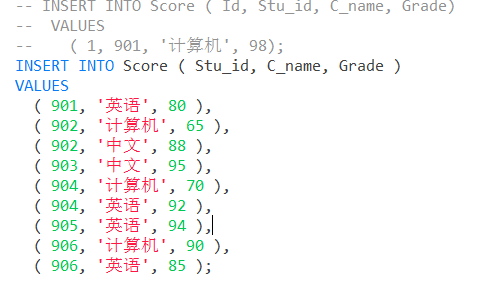 -- INSERT INTO Score ( Id, Stu_id, C_name, Grade)
--  VALUES
--    ( 1, 901, '计算机', 98);
INSERT INTO Score ( Stu_id, C_name, Grade )
VALUES
( 901, '英语', 80 ),
( 902, '计算机', 65 ),
( 902, '中文', 88 ),
( 903, '中文', 95 ),
( 904, '计算机', 70 ),
( 904, '英语', 92 ),
( 905, '英语', 94 ),
( 906, '计算机', 90 ),
( 906, '英语', 85 );